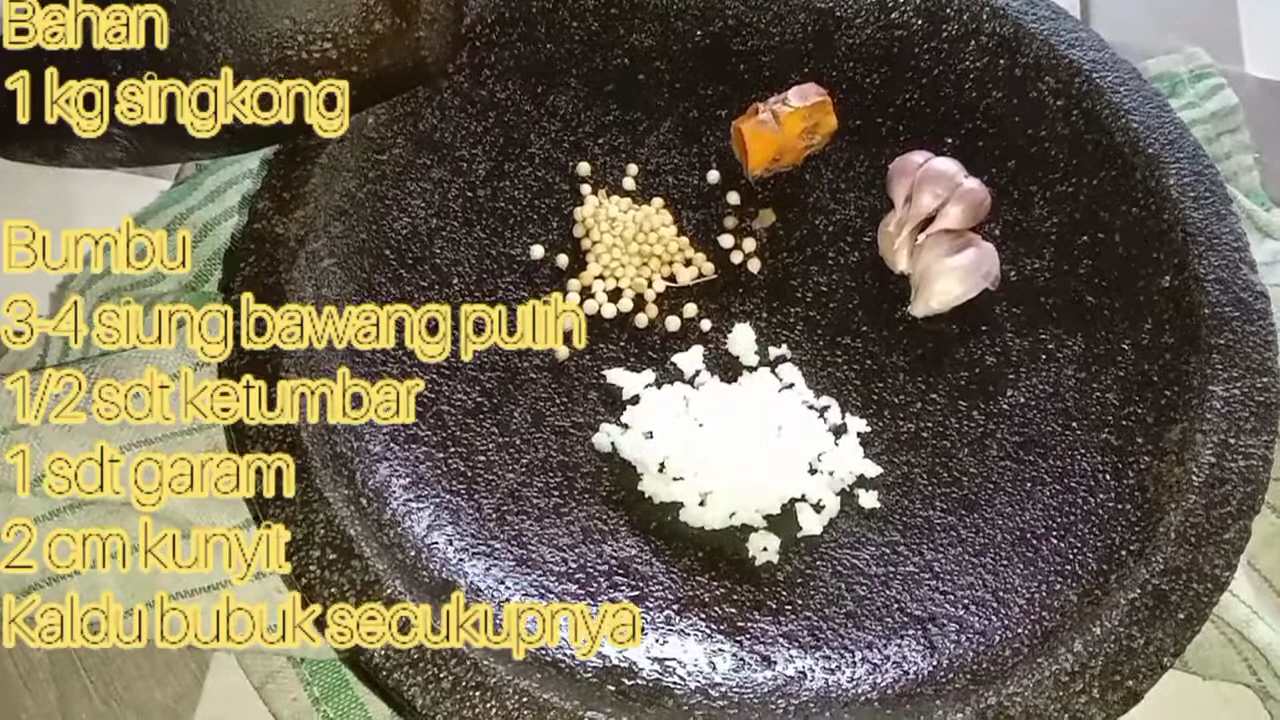 Bahan
1 kg singkong
Bumbu
3-4 siung bawang putih
1/2 sdt ketumbar
1 sdt garam
2 cm kunyit
Kaldu bubuk secukupnya